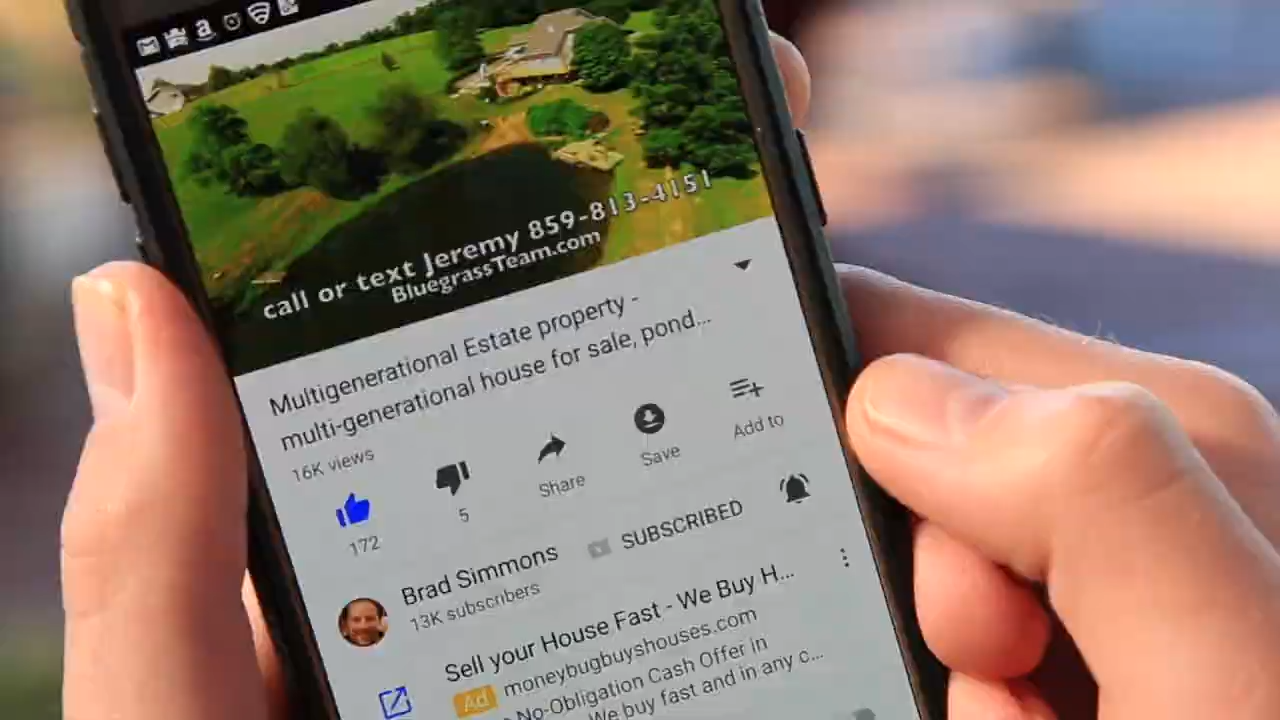 call or text Jeremy 859-813-4151
BluegrassTeam.com
Multigenerational Estate property -
multi-generational house for sale, pond...
16K views
172
5
Share
Save
Add to
Brad Simmons
13K subscribers
SUBSCRIBED
Sell your House Fast - We Buy H...
Ad moneybugbuyshouses.com
No-Obligation Cash Offer in
We buy fast and in any c...